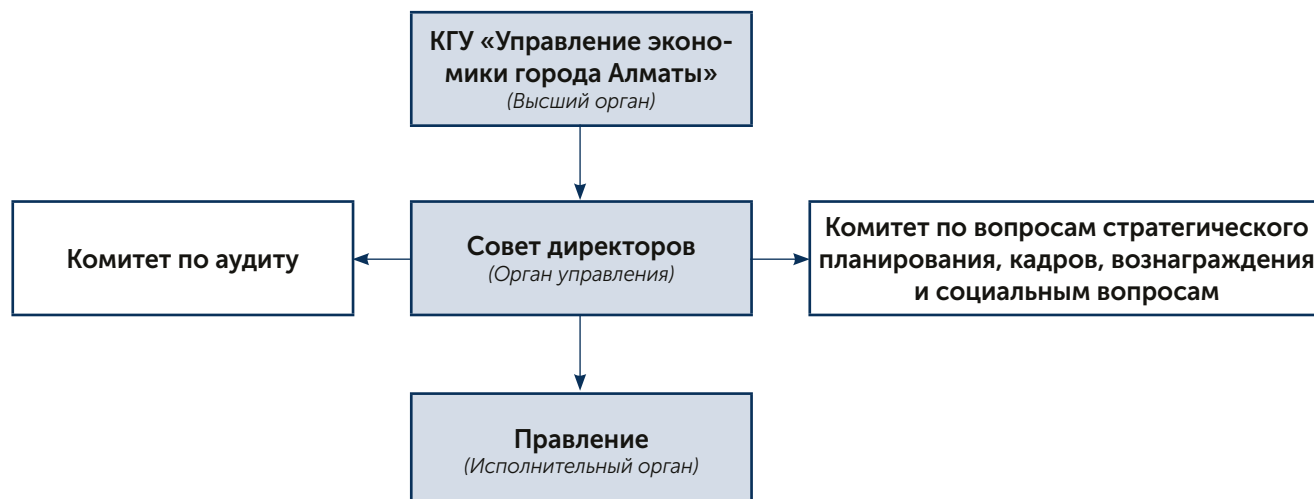 КГУ «Управление эконо-
мики города Алматы»
(Высший орган)
Комитет по аудиту
Совет директоров
(Орган управления)
Комитет по вопросам стратегического
планирования, кадров, вознаграждения
и социальным вопросам
Правление
(Исполнительный орган)